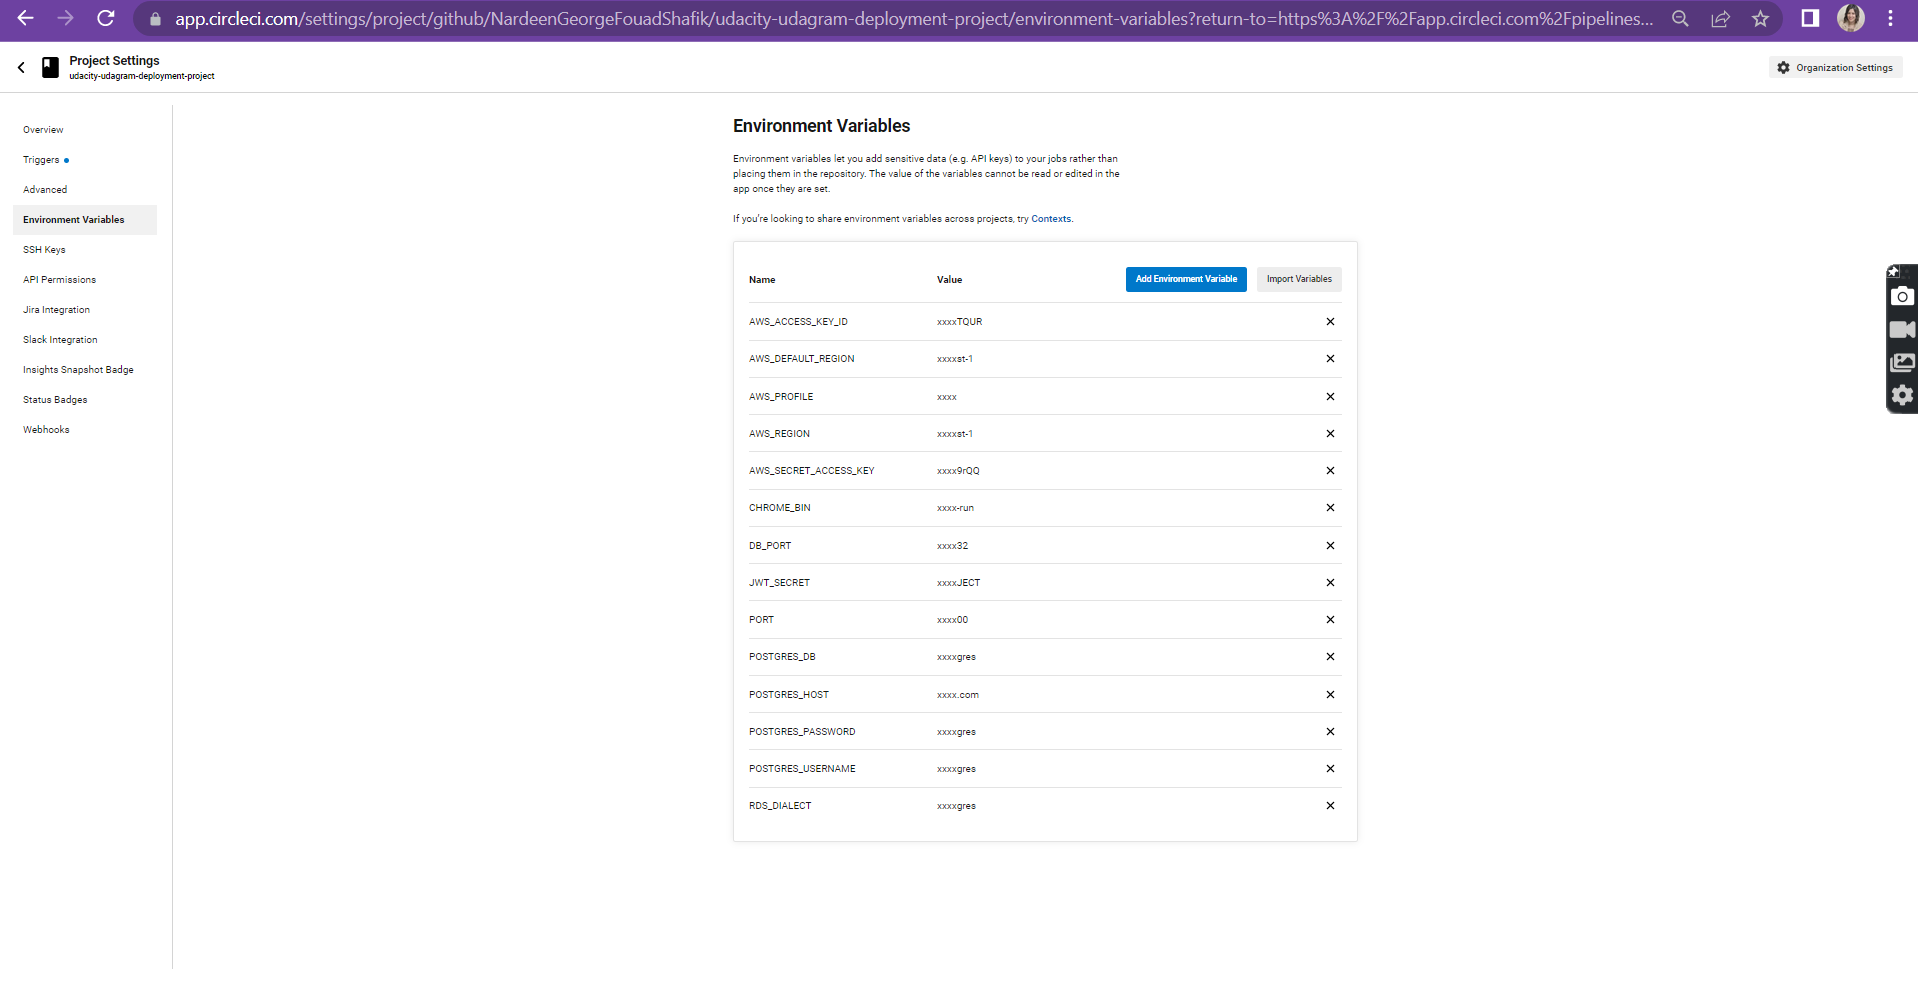 app.circleci.com/settings/project/github/NardeenGeorgeFouadShafik/udacity-udagram-deployment-project/environment-variables?return-to=https%3A%2F%2Fapp.circleci.com%2Fpipelines...
Project Settings
udacity-udagram-deployment-project
Organization Settings
Overview
Triggers
Advanced
Environment Variables
SSH Keys
API Permissions
Jira Integration
Slack Integration
Insights Snapshot Badge
Status Badges
Webhooks
Environment Variables
Environment variables let you add sensitive data (e.g. API keys) to your jobs rather than
placing them in the repository. The value of the variables cannot be read or edited in the
app once they are set.
If you're looking to share environment variables across projects, try Contexts.
Name Value Add Environment Variable Import Variables
AWS_ACCESS_KEY_ID xxxxTQUR
AWS_DEFAULT_REGION xxxxst-1
AWS_PROFILE xxxx
AWS_REGION xxxxst-1
AWS_SECRET_ACCESS_KEY xxxx9rQQ
CHROME_BIN xxxx-run
DB_PORT xxxx32
JWT_SECRET xxxxJECT
PORT xxxx00
POSTGRES_DB xxxxgres
POSTGRES_HOST xxxx.com
POSTGRES_PASSWORD xxxxgres
POSTGRES_USERNAME xxxxgres
RDS_DIALECT xxxxgres